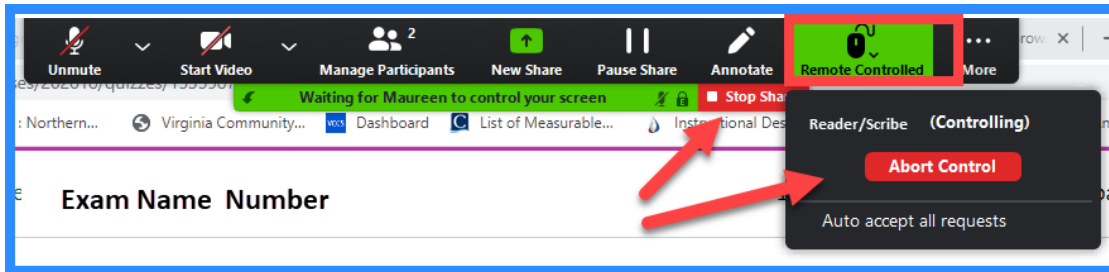 2
Unmute Start Video Manage Participants New Share Pause Share Annotate Remote Controlled More
Waiting for Maureen to control your screen Stop
: Northern... Virginia Community... vccs Dashboard C List of Measurable...
Reader/Scribe (Controlling)
Abort Control
Exam Name Number
Auto accept all requests